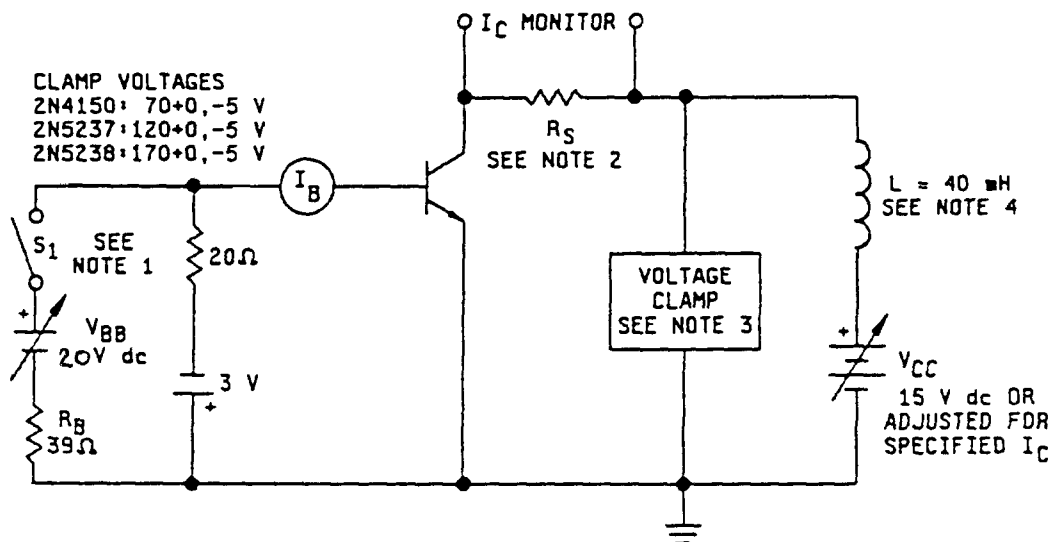 I_C MONITOR
CLAMP VOLTAGES
2N4150: 70+0,-5 V
2N5237:120+0,-5 V
2N5238:170+0,-5 V
R_S
SEE NOTE 2
I_B
L = 40 mH
SEE NOTE 4
S_1
SEE
NOTE 1
20Ω
VOLTAGE
CLAMP
SEE NOTE 3
+
V_BB
20V dc
3 V
+
+
V_CC
15 V dc OR
ADJUSTED FOR
SPECIFIED I_C
R_B
39Ω